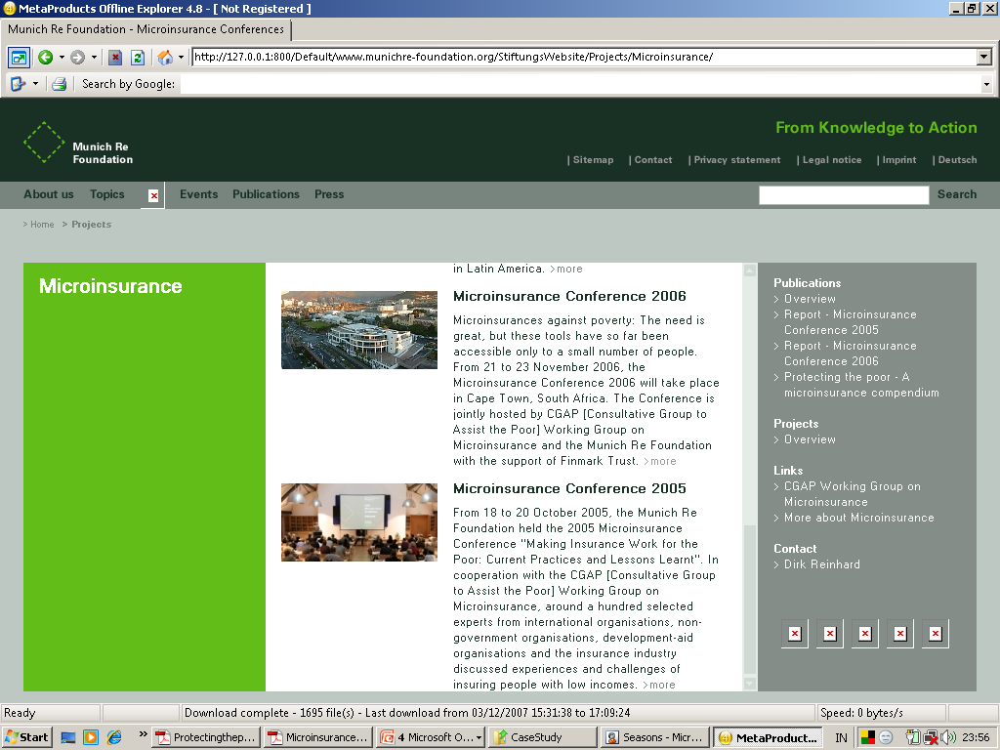 MetaProducts Offline Explorer 4.8 - [ Not Registered ]
Munich Re Foundation - Microinsurance Conferences
http://127.0.0.1:800/Default/www.munichre-foundation.org/StiftungsWebsite/Projects/Microinsurance/
Search by Google:
From Knowledge to Action
Munich Re
Foundation
| Sitemap | Contact | Privacy statement | Legal notice | Imprint | Deutsch
About us Topics Events Publications Press Search
> Home > Projects
Microinsurance
in Latin America. >more
Microinsurance Conference 2006
Microinsurances against poverty: The need is
great, but these tools have so far been
accessible only to a small number of people.
From 21 to 23 November 2006, the
Microinsurance Conference 2006 will take place
in Cape Town, South Africa. The Conference is
jointly hosted by CGAP [Consultative Group to
Assist the Poor] Working Group on
Microinsurance and the Munich Re Foundation
with the support of Finmark Trust. >more
Microinsurance Conference 2005
From 18 to 20 October 2005, the Munich Re
Foundation held the 2005 Microinsurance
Conference "Making Insurance Work for the
Poor: Current Practices and Lessons Learnt". In
cooperation with the CGAP [Consultative Group
to Assist the Poor] Working Group on
Microinsurance, around a hundred selected
experts from international organisations, non-
government organisations, development-aid
organisations and the insurance industry
discussed experiences and challenges of
insuring people with low incomes. >more
Publications
> Overview
> Report - Microinsurance
Conference 2005
> Report - Microinsurance
Conference 2006
> Protecting the poor - A
microinsurance compendium
Projects
> Overview
Links
> CGAP Working Group on
Microinsurance
> More about Microinsurance
Contact
> Dirk Reinhard
Ready Download complete - 1695 file(s) - Last download from 03/12/2007 15:31:38 to 17:09:24 Speed: 0 bytes/s
Start » Protectingthep... Microinsurance... 4 Microsoft O... CaseStudy Seasons - Micr... MetaProduct... IN 23:56